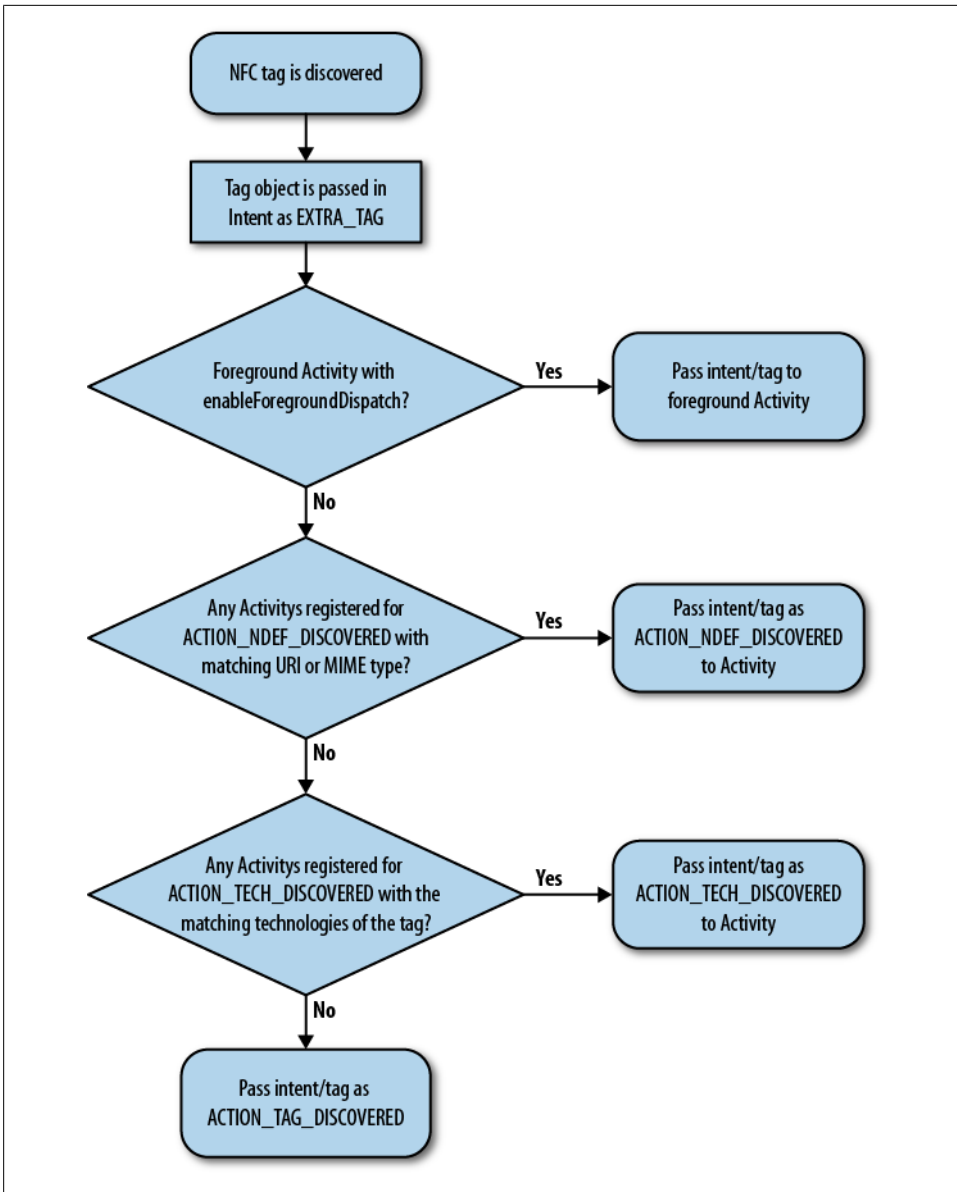 NFC tag is discovered
Tag object is passed in
Intent as EXTRA_TAG
Foreground Activity with
enableForegroundDispatch?
Yes
Pass intent/tag to
foreground Activity
No
Any Activitys registered for
ACTION_NDEF_DISCOVERED with
matching URI or MIME type?
Yes
Pass intent/tag as
ACTION_NDEF_DISCOVERED
to Activity
No
Any Activitys registered for
ACTION_TECH_DISCOVERED with the
matching technologies of the tag?
Yes
Pass intent/tag as
ACTION_TECH_DISCOVERED
to Activity
No
Pass intent/tag as
ACTION_TAG_DISCOVERED